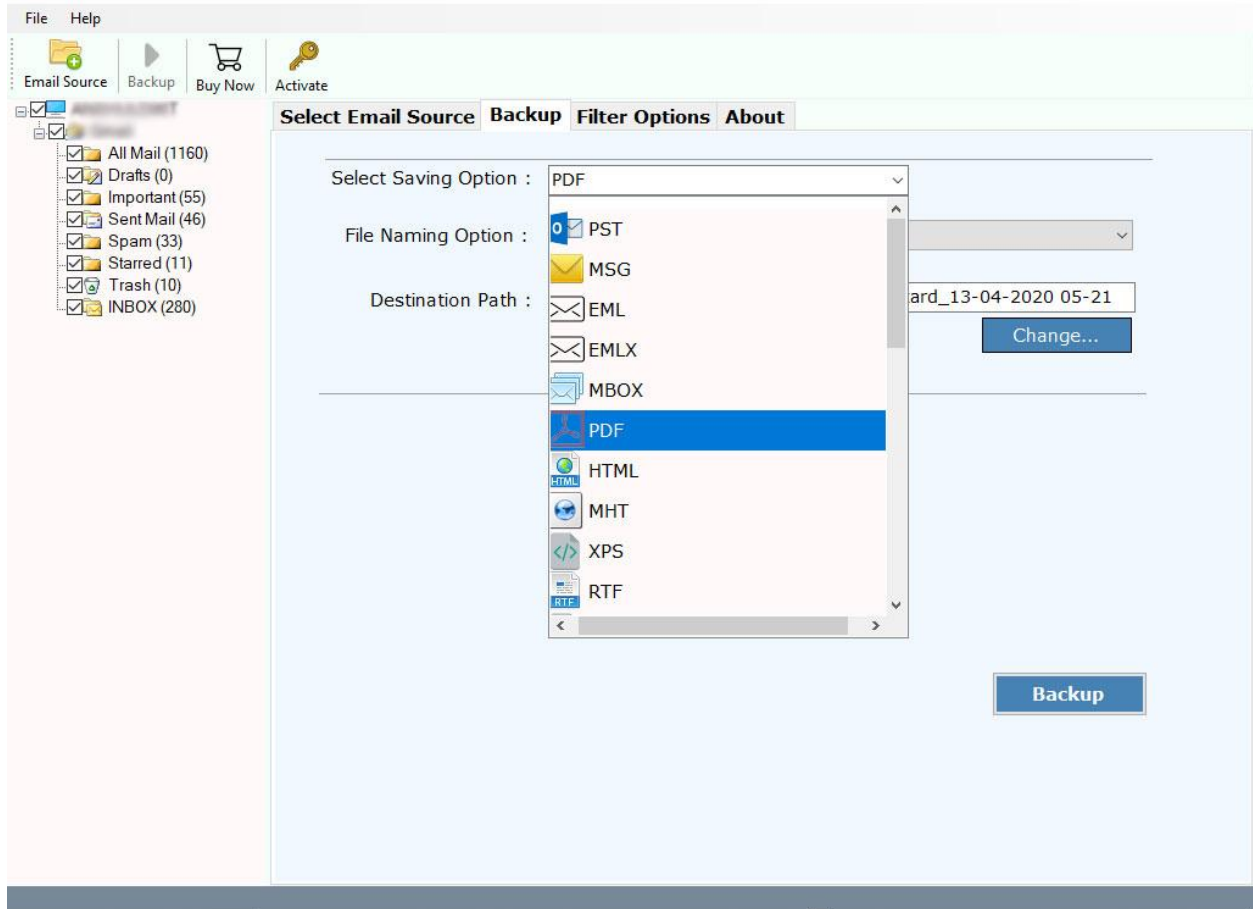 File Help
Email Source Backup Buy Now Activate
All Mail (1160)
Drafts (0)
Important (55)
Sent Mail (46)
Spam (33)
Starred (11)
Trash (10)
INBOX (280)
Select Email Source Backup Filter Options About
Select Saving Option : PDF
File Naming Option :
Destination Path : ard_13-04-2020 05-21
Change...
PST
MSG
EML
EMLX
MBOX
PDF
HTML
HTML
MHT
XPS
RTF
RTF
Backup